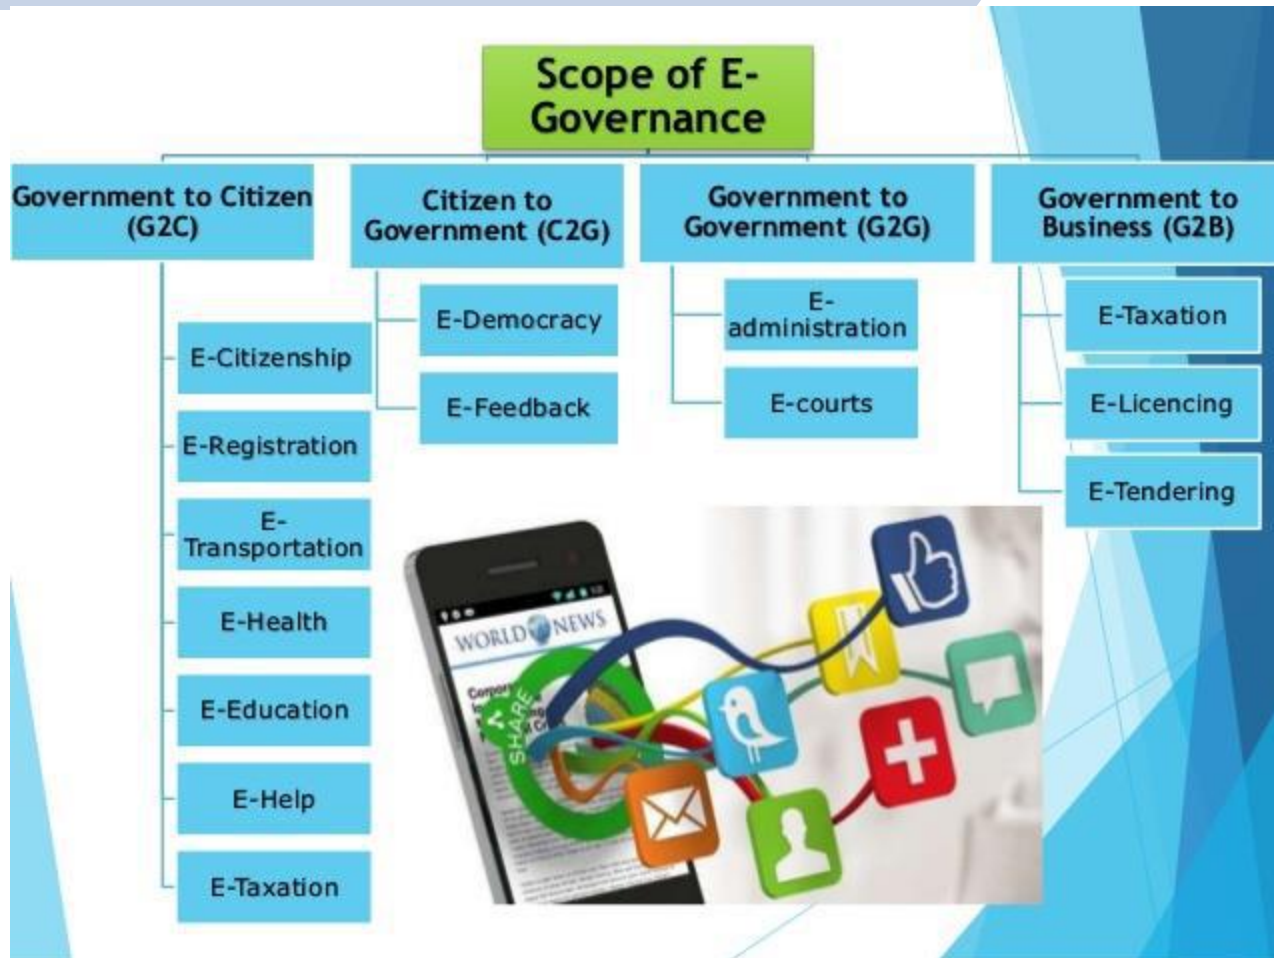 Scope of E-
Governance
Government to Citizen
(G2C)
E-Citizenship
E-Registration
E-
Transportation
E-Health
E-Education
E-Help
E-Taxation
Citizen to
Government (C2G)
E-Democracy
E-Feedback
Government to
Government (G2G)
E-
administration
E-courts
Government to
Business (G2B)
E-Taxation
E-Licencing
E-Tendering
WORLD NEWS
SHARE